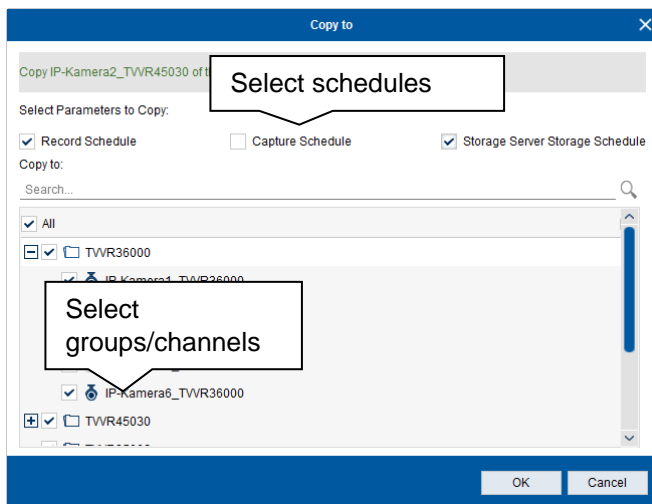 Copy to
Copy IP-Kamera2_TVVR45030 of
Select schedules
Select Parameters to Copy:
Record Schedule
Capture Schedule
Storage Server Storage Schedule
Copy to:
Search...
All
TVVR36000
IP-Kamera1_TVVR36000
Select
groups/channels
IP-Kamera6_TVVR36000
TVVR45030
OK
Cancel